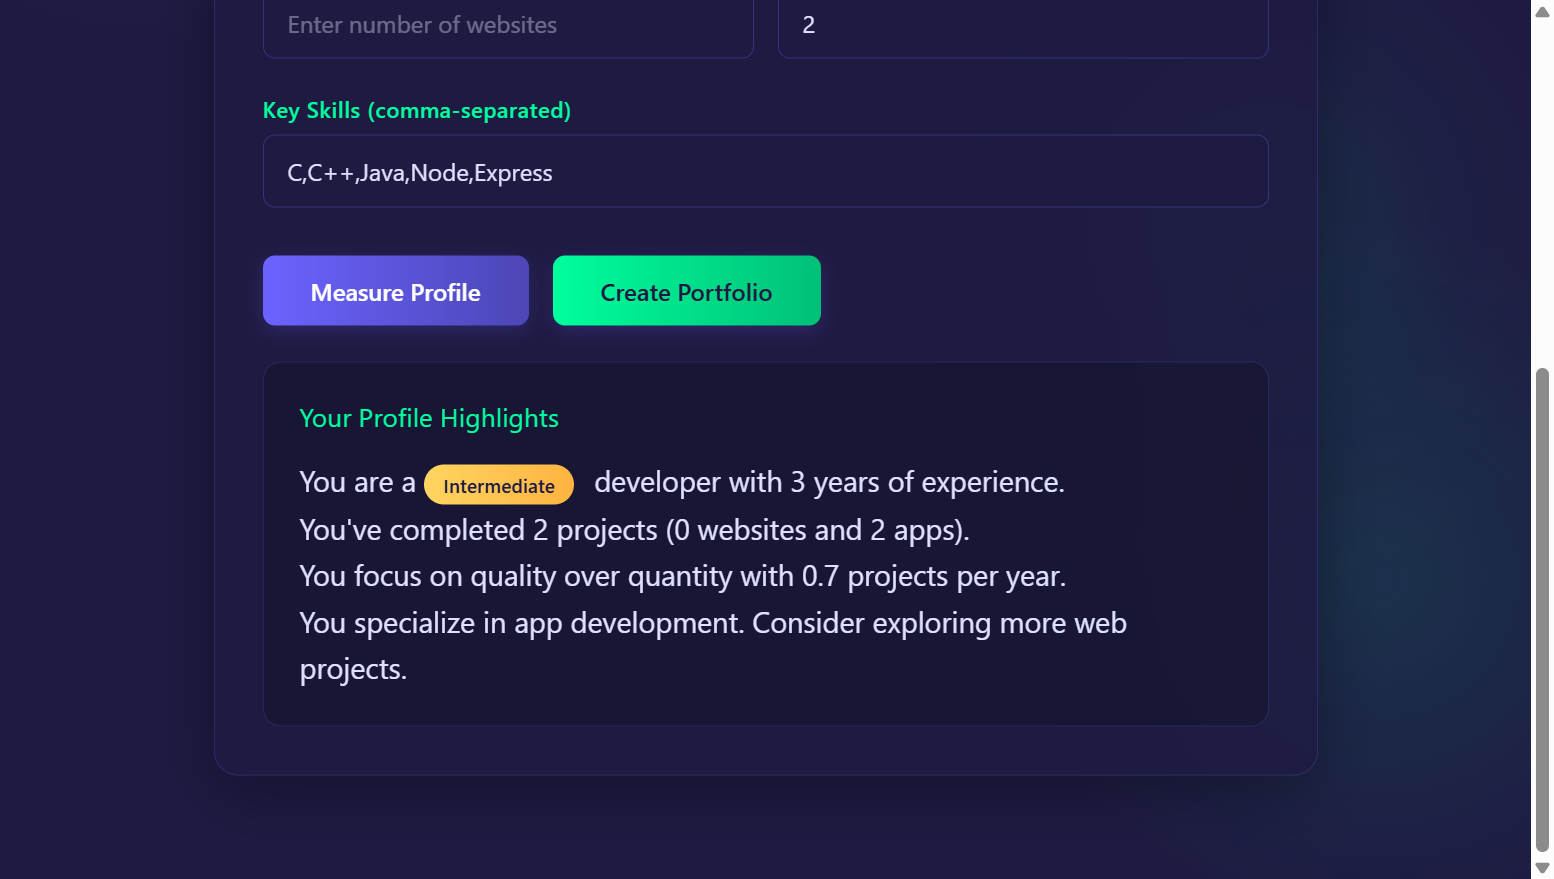 Enter number of websites
2
Key Skills (comma-separated)
C,C++,Java,Node,Express
Measure Profile
Create Portfolio
Your Profile Highlights
You are a Intermediate developer with 3 years of experience.
You've completed 2 projects (0 websites and 2 apps).
You focus on quality over quantity with 0.7 projects per year.
You specialize in app development. Consider exploring more web
projects.